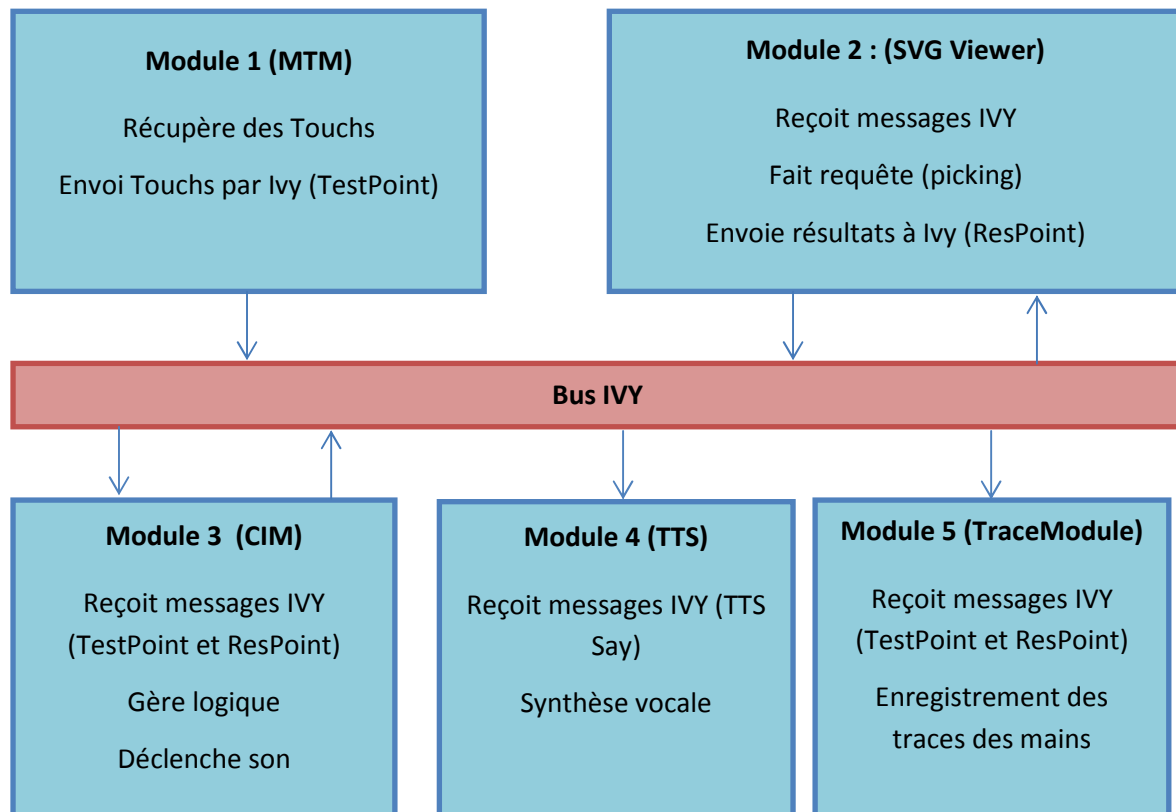 Module 1 (MTM)
Récupère des Touchs
Envoi Touchs par Ivy (TestPoint)
Module 2 : (SVG Viewer)
Reçoit messages IVY
Fait requête (picking)
Envoie résultats à Ivy (ResPoint)
Bus IVY
Module 3 (CIM)
Reçoit messages IVY
(TestPoint et ResPoint)
Gère logique
Déclenche son
Module 4 (TTS)
Reçoit messages IVY (TTS
Say)
Synthèse vocale
Module 5 (TraceModule)
Reçoit messages IVY
(TestPoint et ResPoint)
Enregistrement des
traces des mains